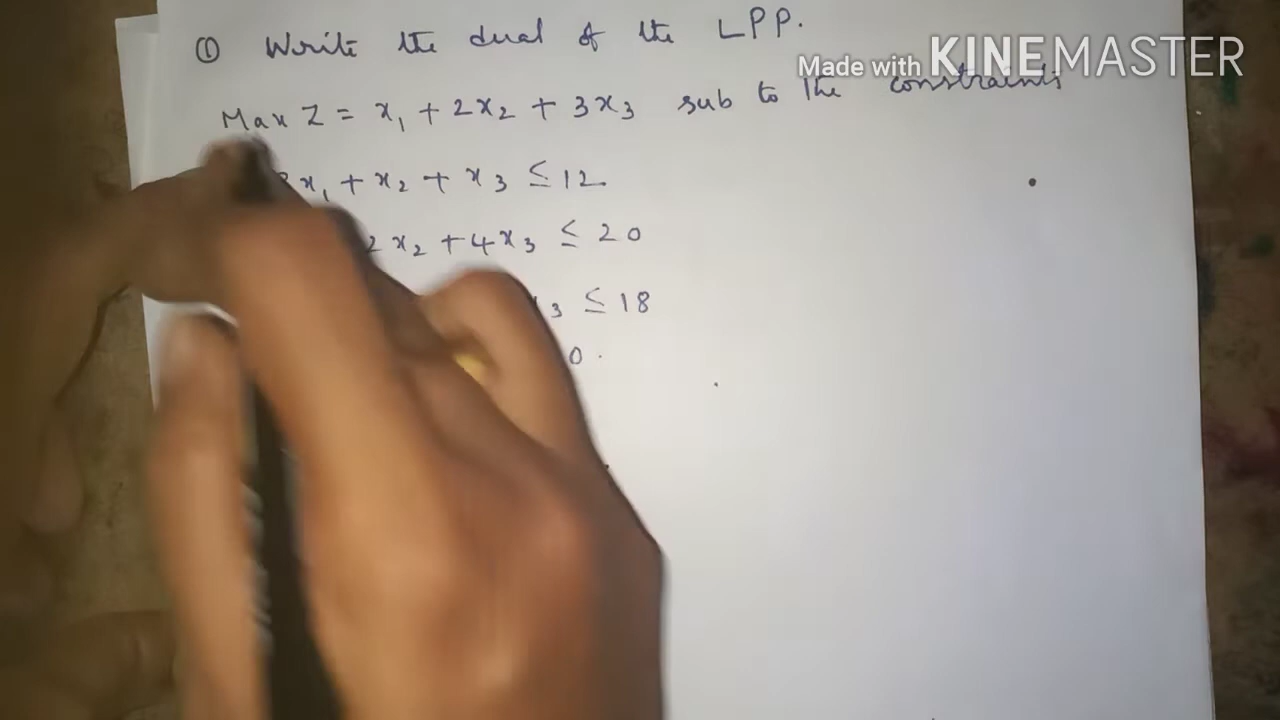 ① Write the dual of the LPP.
Made with KINEMASTER
Max Z = x₁ + 2x₂ + 3x₃ sub to the constraints
x₁ + x₂ + x₃ ≤ 12
2x₂ + 4x₃ ≤ 20
₃ ≤ 18
0.